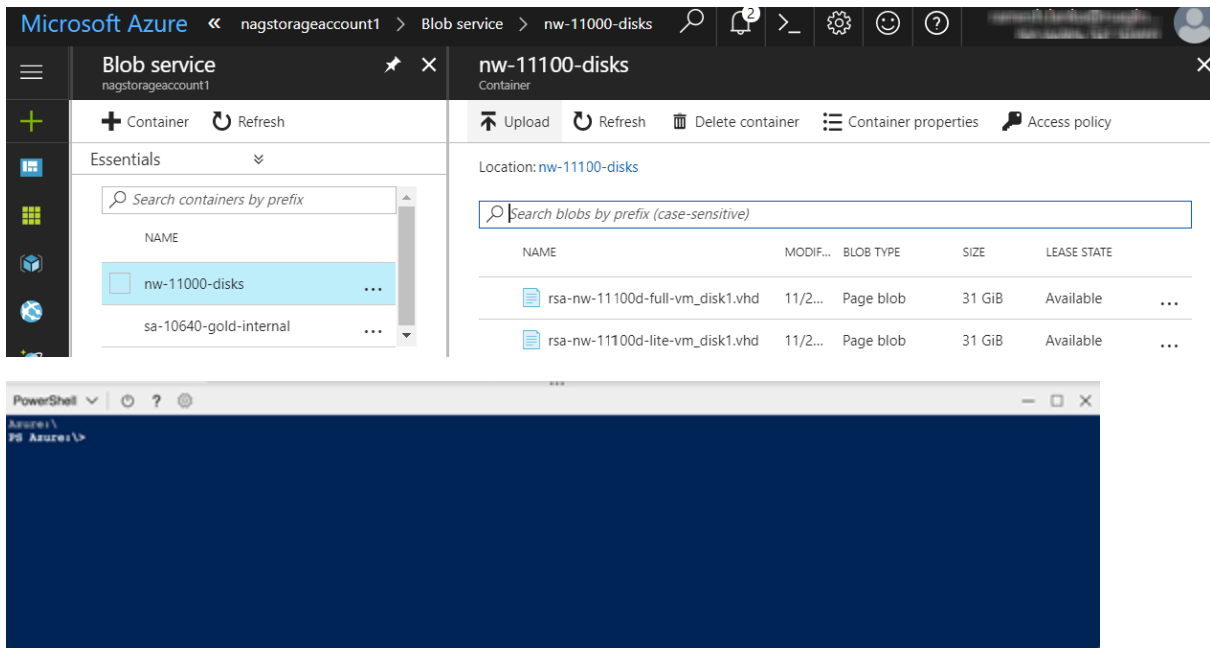 Microsoft Azure « nagstorageaccount1 > Blob service > nw-11000-disks 2 >_ ?
Blob service
nagstorageaccount1
nw-11100-disks
Container
Container Refresh
Upload Refresh Delete container Container properties Access policy
Essentials
Location: nw-11100-disks
Search containers by prefix
Search blobs by prefix (case-sensitive)
NAME
NAME MODIF... BLOB TYPE SIZE LEASE STATE
nw-11000-disks ...
rsa-nw-11100d-full-vm_disk1.vhd 11/2... Page blob 31 GiB Available ...
sa-10640-gold-internal ...
rsa-nw-11100d-lite-vm_disk1.vhd 11/2... Page blob 31 GiB Available ...
PowerShell ?
Azure:\
PS Azure:\>